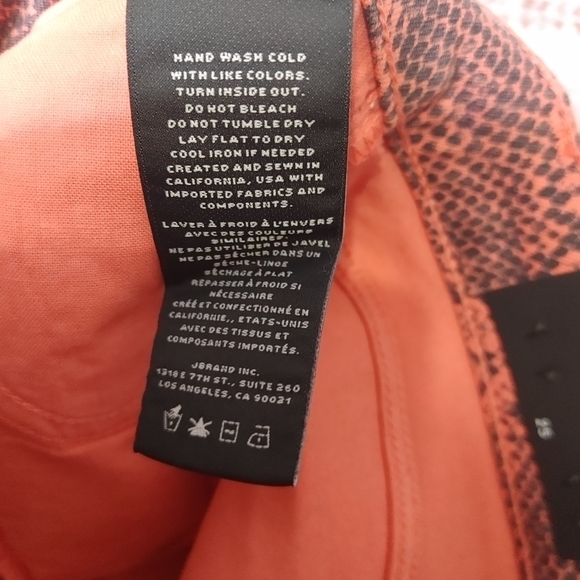 HAND WASH COLD
WITH LIKE COLORS.
TURN INSIDE OUT.
DO NOT BLEACH
DO NOT TUMBLE DRY
LAY FLAT TO DRY
COOL IRON IF NEEDED
CREATED AND SEWN IN
CALIFORNIA, USA WITH
IMPORTED FABRICS AND
COMPONENTS.
LAVER À FROID À L'ENVERS
AVEC DES COULEURS
SIMILAIRES.
NE PAS UTILISER DE JAVEL
NE PAS SÉCHER DANS UN
SÈCHE-LINGE
SÉCHAGE À PLAT
REPASSER À FROID SI
NÉCESSAIRE
CRÉÉ ET CONFECTIONNÉ EN
CALIFORNIE,, ETATS-UNIS
AVEC DES TISSUS ET
COMPOSANTS IMPORTÉS.
JBRAND INC.
1318 E 7TH ST., SUITE 260
LOS ANGELES, CA 90021
25